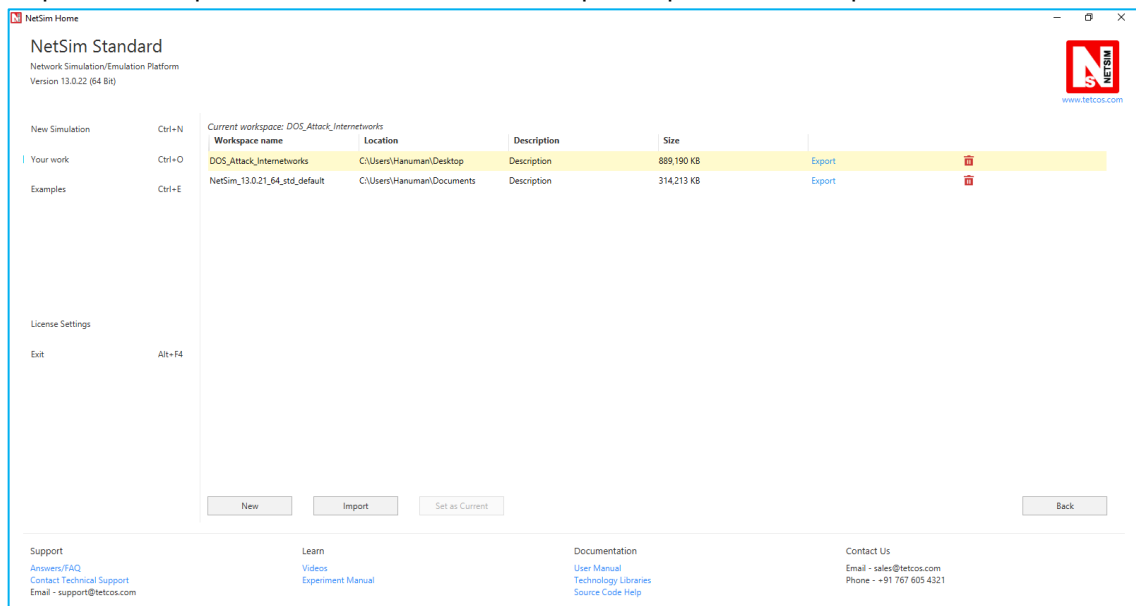 NetSim Home
NetSim Standard
Network Simulation/Emulation Platform
Version 13.0.22 (64 Bit)
NETSIM
www.tetcos.com
New Simulation Ctrl+N
Your work Ctrl+O
Examples Ctrl+E
License Settings
Exit Alt+F4
Current workspace: DOS_Attack_Internetworks
Workspace name Location Description Size
DOS_Attack_Internetworks C:\Users\Hanuman\Desktop Description 889,190 KB Export
NetSim_13.0.21_64_std_default C:\Users\Hanuman\Documents Description 314,213 KB Export
New Import Set as Current Back
Support Learn Documentation Contact Us
Answers/FAQ Videos User Manual Email - sales@tetcos.com
Contact Technical Support Experiment Manual Technology Libraries Phone - +91 767 605 4321
Email - support@tetcos.com Source Code Help